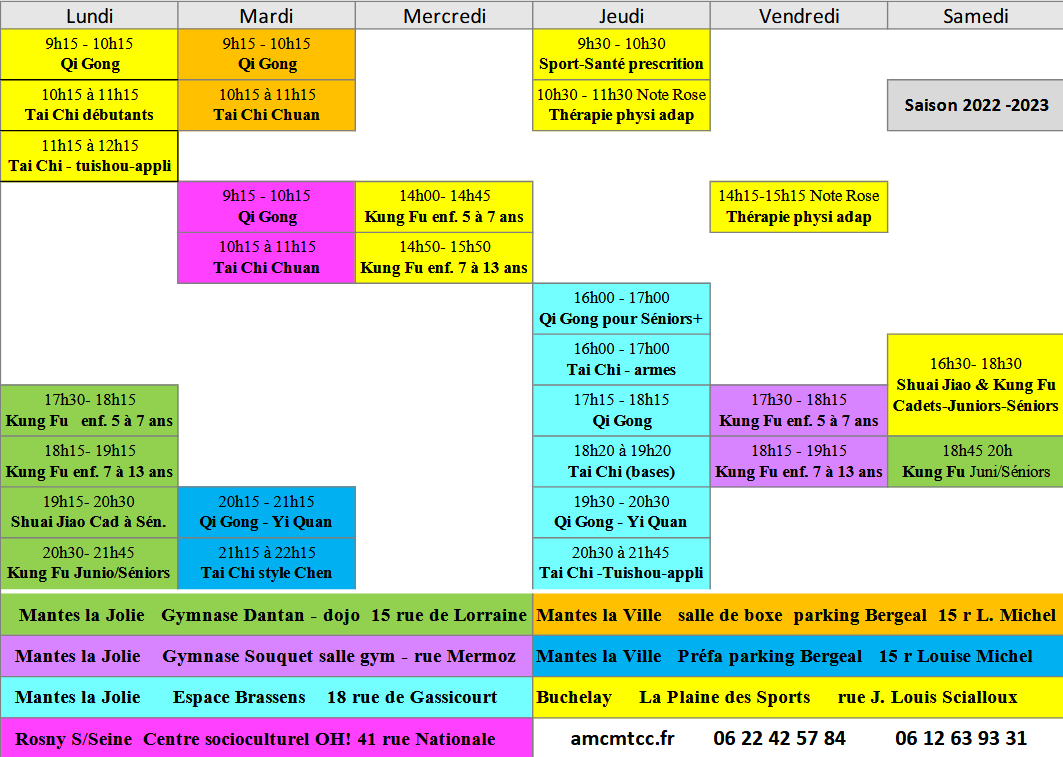 Lundi Mardi Mercredi Jeudi Vendredi Samedi
9h15 - 10h15
Qi Gong
9h15 - 10h15
Qi Gong
9h30 - 10h30
Sport-Santé prescrition
10h15 à 11h15
Tai Chi débutants
10h15 à 11h15
Tai Chi Chuan
10h30 - 11h30 Note Rose
Thérapie physi adap
Saison 2022 -2023
11h15 à 12h15
Tai Chi - tuishou-appli
9h15 - 10h15
Qi Gong
14h00- 14h45
Kung Fu enf. 5 à 7 ans
14h15-15h15 Note Rose
Thérapie physi adap
10h15 à 11h15
Tai Chi Chuan
14h50- 15h50
Kung Fu enf. 7 à 13 ans
16h00 - 17h00
Qi Gong pour Séniors+
16h00 - 17h00
Tai Chi - armes
16h30- 18h30
Shuai Jiao & Kung Fu
Cadets-Juniors-Séniors
17h30- 18h15
Kung Fu enf. 5 à 7 ans
17h15 - 18h15
Qi Gong
17h30 - 18h15
Kung Fu enf. 5 à 7 ans
18h15- 19h15
Kung Fu enf. 7 à 13 ans
18h20 à 19h20
Tai Chi (bases)
18h15 - 19h15
Kung Fu enf. 7 à 13 ans
18h45 20h
Kung Fu Juni/Séniors
19h15- 20h30
Shuai Jiao Cad à Sén.
20h15 - 21h15
Qi Gong - Yi Quan
19h30 - 20h30
Qi Gong - Yi Quan
20h30- 21h45
Kung Fu Junio/Séniors
21h15 à 22h15
Tai Chi style Chen
20h30 à 21h45
Tai Chi -Tuishou-appli
Mantes la Jolie Gymnase Dantan - dojo 15 rue de Lorraine
Mantes la Ville salle de boxe parking Bergeal 15 r L. Michel
Mantes la Jolie Gymnase Souquet salle gym - rue Mermoz
Mantes la Ville Préfa parking Bergeal 15 r Louise Michel
Mantes la Jolie Espace Brassens 18 rue de Gassicourt
Buchelay La Plaine des Sports rue J. Louis Scialloux
Rosny S/Seine Centre socioculturel OH! 41 rue Nationale
amcmtcc.fr 06 22 42 57 84 06 12 63 93 31